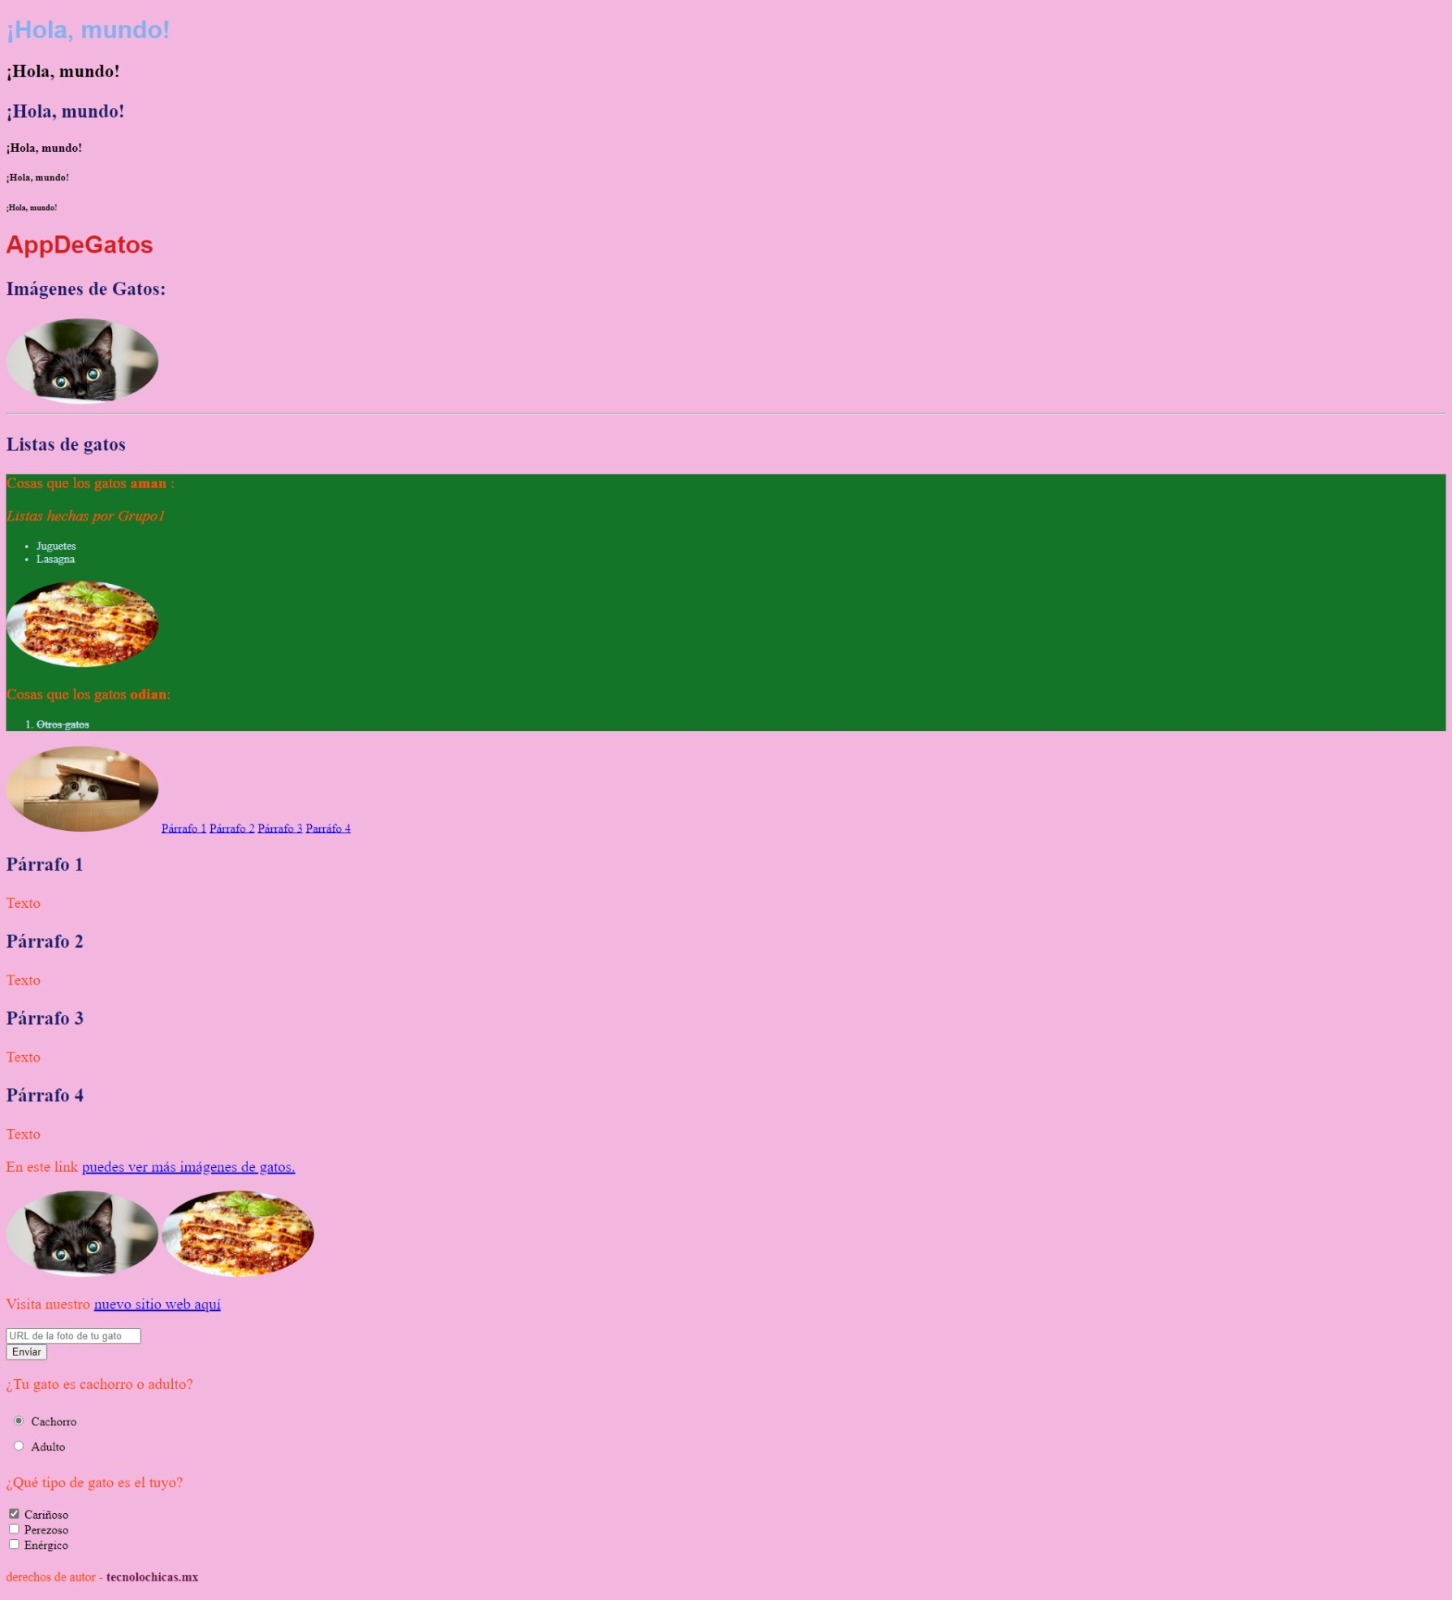 ¡Hola, mundo!
¡Hola, mundo!
¡Hola, mundo!
¡Hola, mundo!
¡Hola, mundo!
¡Hola, mundo!
AppDeGatos
Imágenes de Gatos:
Listas de gatos
Cosas que los gatos aman :
Listas hechas por Grupo1
Juguetes
Lasagna
Cosas que los gatos odian:
1. Otros gatos
Párrafo 1 Párrafo 2 Párrafo 3 Parráfo 4
Párrafo 1
Texto
Párrafo 2
Texto
Párrafo 3
Texto
Párrafo 4
Texto
En este link puedes ver más imágenes de gatos.
Visita nuestro nuevo sitio web aquí
URL de la foto de tu gato
Enviar
¿Tu gato es cachorro o adulto?
Cachorro
Adulto
¿Qué tipo de gato es el tuyo?
Cariñoso
Perezoso
Enérgico
derechos de autor - tecnolochicas.mx